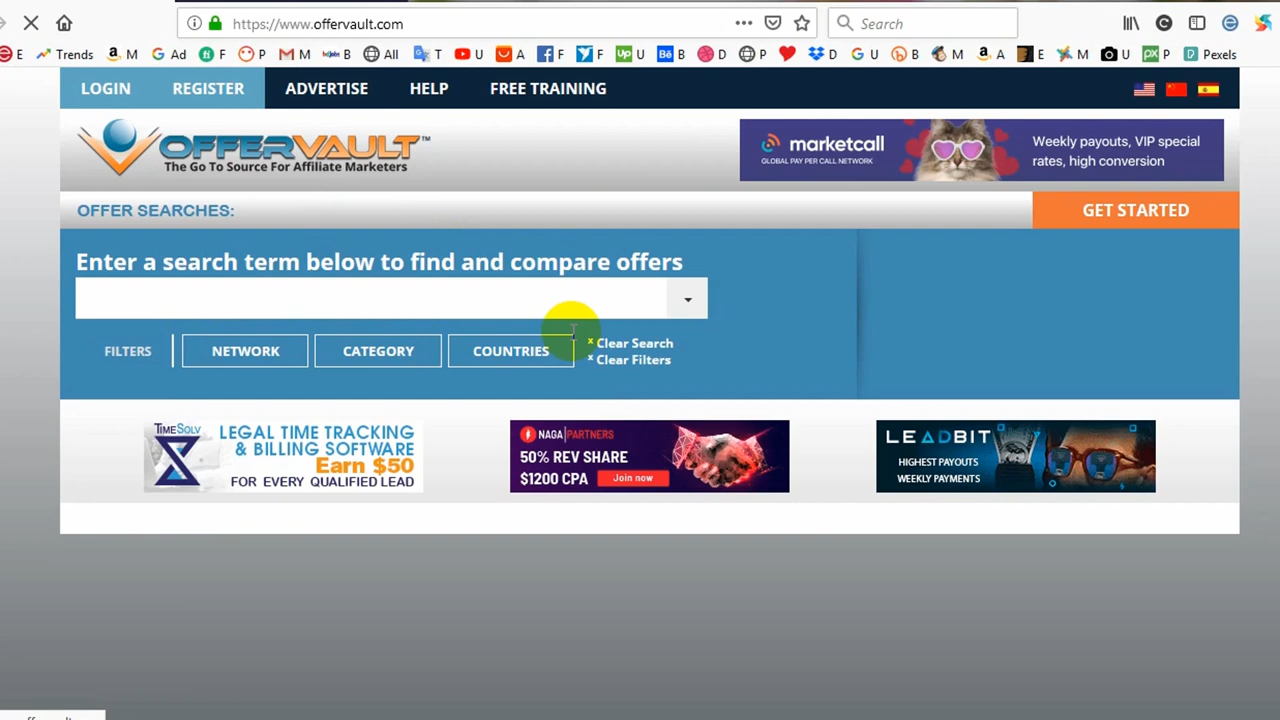 https://www.offervault.com
Search
E Trends M Ad F P M B All T U A F F U B D P D U B M A E M U P Pexels
LOGIN REGISTER ADVERTISE HELP FREE TRAINING
OFFERVAULT™
The Go To Source For Affiliate Marketers
marketcall
GLOBAL PAY PER CALL NETWORK
Weekly payouts, VIP special
rates, high conversion
OFFER SEARCHES:
GET STARTED
Enter a search term below to find and compare offers
FILTERS NETWORK CATEGORY COUNTRIES
x Clear Search
x Clear Filters
TIMESOLV
LEGAL TIME TRACKING
& BILLING SOFTWARE
Earn $50
FOR EVERY QUALIFIED LEAD
NAGA|PARTNERS
50% REV SHARE
$1200 CPA Join now
LEADBIT
HIGHEST PAYOUTS
WEEKLY PAYMENTS